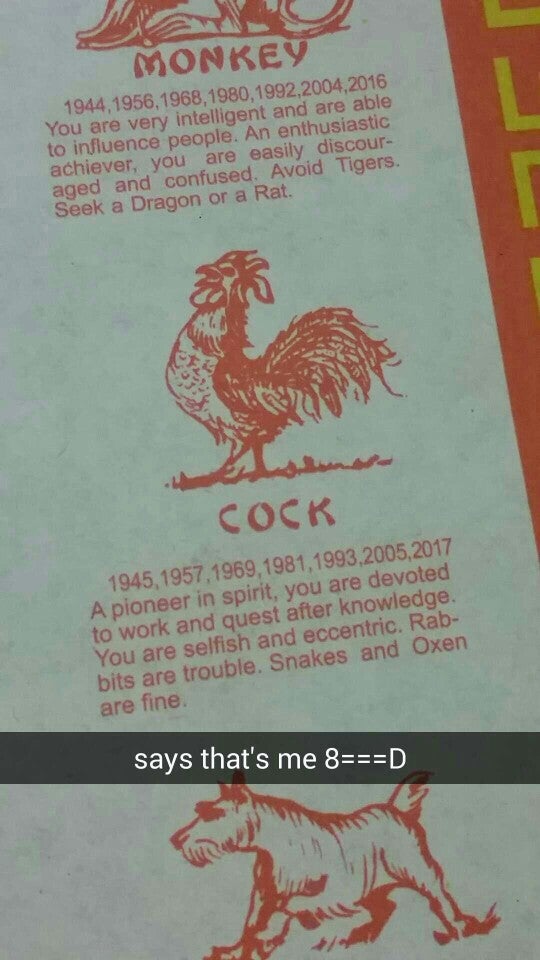 MONKEY
1944,1956,1968,1980,1992,2004,2016
You are very intelligent and are able
to influence people. An enthusiastic
achiever, you are easily discour-
aged and confused. Avoid Tigers.
Seek a Dragon or a Rat.
COCK
1945,1957,1969,1981,1993,2005,2017
A pioneer in spirit, you are devoted
to work and quest after knowledge.
You are selfish and eccentric. Rab-
bits are trouble. Snakes and Oxen
are fine.
says that's me 8===D